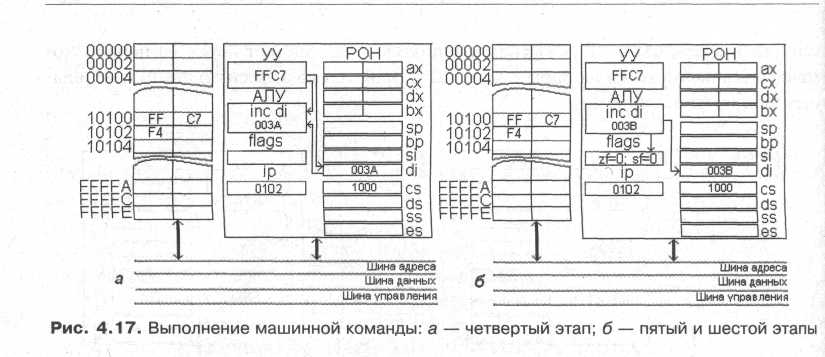 УУ РОН УУ РОН
00000 FFC7 ax 00000 FFC7 ax
00002 cx 00002 cx
00004 АЛУ dx 00004 АЛУ dx
inc di bx inc di bx
10100 FF C7 003A sp 10100 FF C7 003B sp
10102 F4 flags bp 10102 F4 flags bp
10104 si 10104 zf=0; sf=0 si
ip 003A di ip 003B di
FFFFA 0102 1000 cs FFFFA 0102 1000 cs
FFFFC ds FFFFC ds
FFFFE ss FFFFE ss
es es
Шина адреса Шина адреса
а Шина данных б Шина данных
Шина управления Шина управления
Рис. 4.17. Выполнение машинной команды: а — четвертый этап; б — пятый и шестой этапы